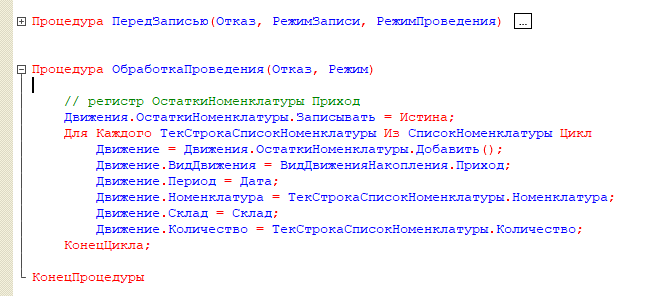 Процедура ПередЗаписью(Отказ, РежимЗаписи, РежимПроведения) ...
Процедура ОбработкаПроведения(Отказ, Режим)
// регистр ОстаткиНоменклатуры Приход
Движения.ОстаткиНоменклатуры.Записывать = Истина;
Для Каждого ТекСтрокаСписокНоменклатуры Из СписокНоменклатуры Цикл
Движение = Движения.ОстаткиНоменклатуры.Добавить();
Движение.ВидДвижения = ВидДвиженияНакопления.Приход;
Движение.Период = Дата;
Движение.Номенклатура = ТекСтрокаСписокНоменклатуры.Номенклатура;
Движение.Склад = Склад;
Движение.Количество = ТекСтрокаСписокНоменклатуры.Количество;
КонецЦикла;
КонецПроцедуры